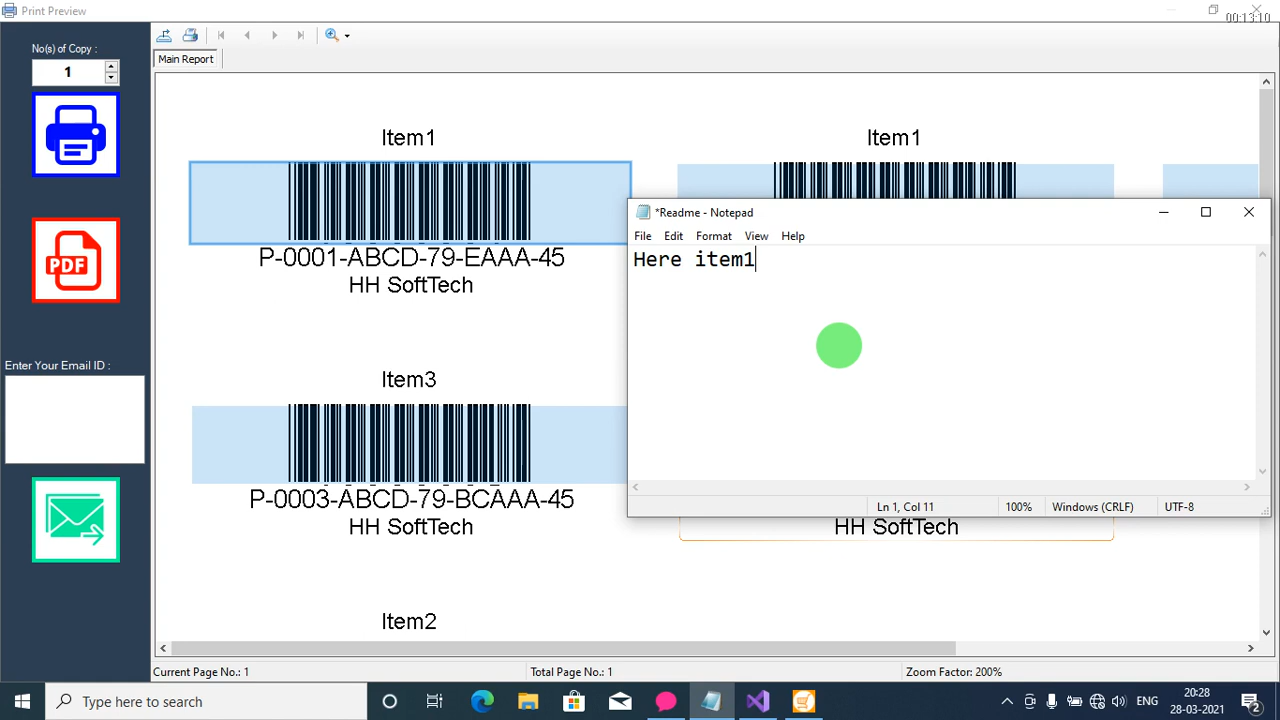 Print Preview
00:13:10
No(s) of Copy :
1
Main Report
Item1
Item1
P-0001-ABCD-79-EAAA-45
HH SoftTech
PDF
Enter Your Email ID :
Item3
P-0003-ABCD-79-BCAAA-45
HH SoftTech
HH SoftTech
Item2
*Readme - Notepad
File Edit Format View Help
Here item1
Ln 1, Col 11 100% Windows (CRLF) UTF-8
Current Page No.: 1 Total Page No.: 1 Zoom Factor: 200%
Type here to search
ENG
20:28
28-03-2021
2